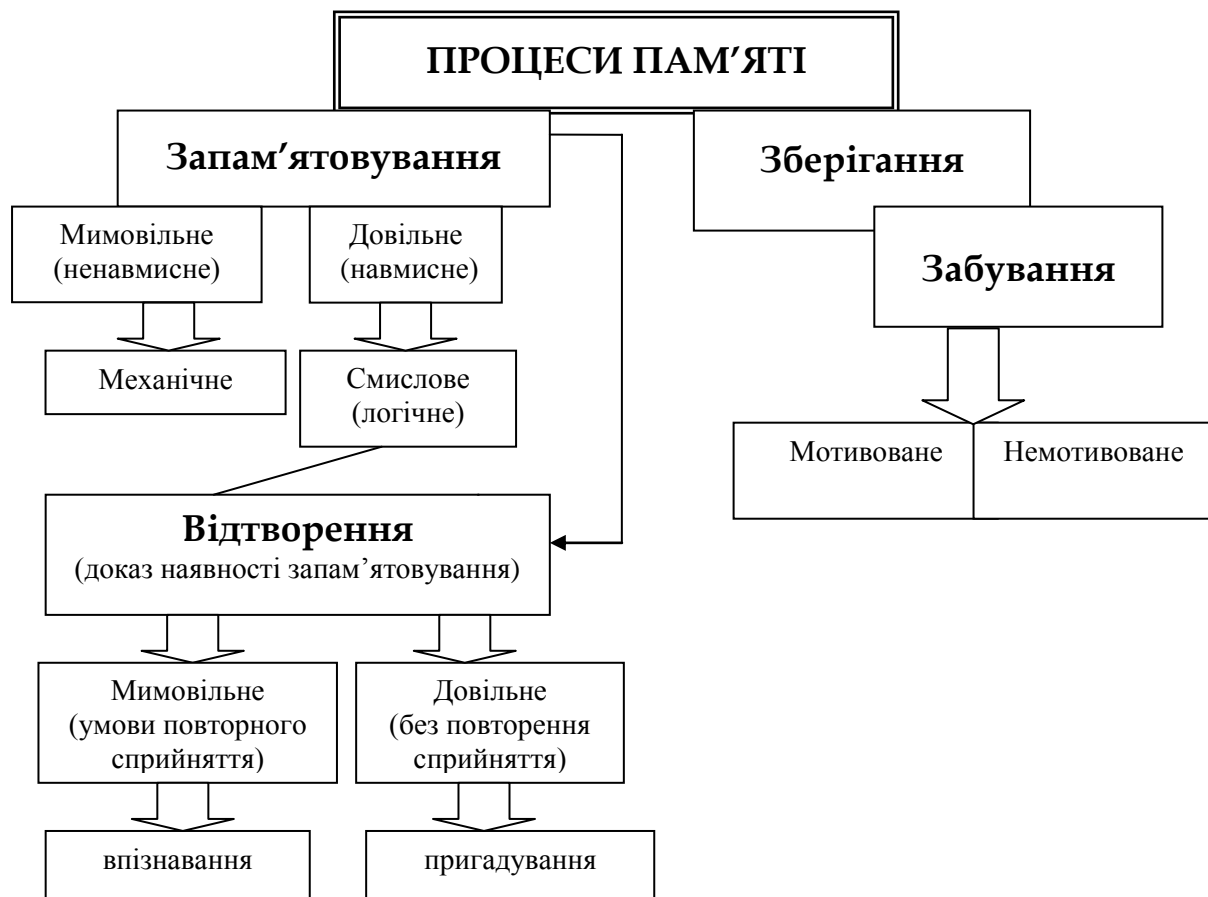 ПРОЦЕСИ ПАМ’ЯТІ
Запам’ятовування
Зберігання
Мимовільне
(ненавмисне)
Довільне
(навмисне)
Забування
Механічне
Смислове
(логічне)
Мотивоване
Немотивоване
Відтворення
(доказ наявності запам’ятовування)
Мимовільне
(умови повторного
сприйняття)
Довільне
(без повторення
сприйняття)
впізнавання
пригадування